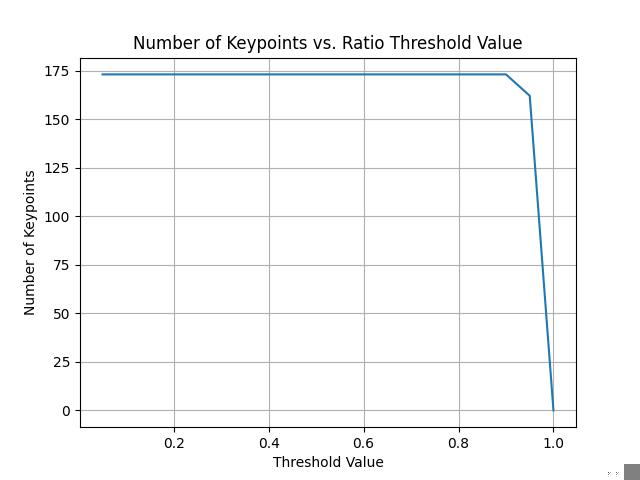 Number of Keypoints vs. Ratio Threshold Value
175
150
125
100
75
50
25
0
Number of Keypoints
0.2 0.4 0.6 0.8 1.0
Threshold Value